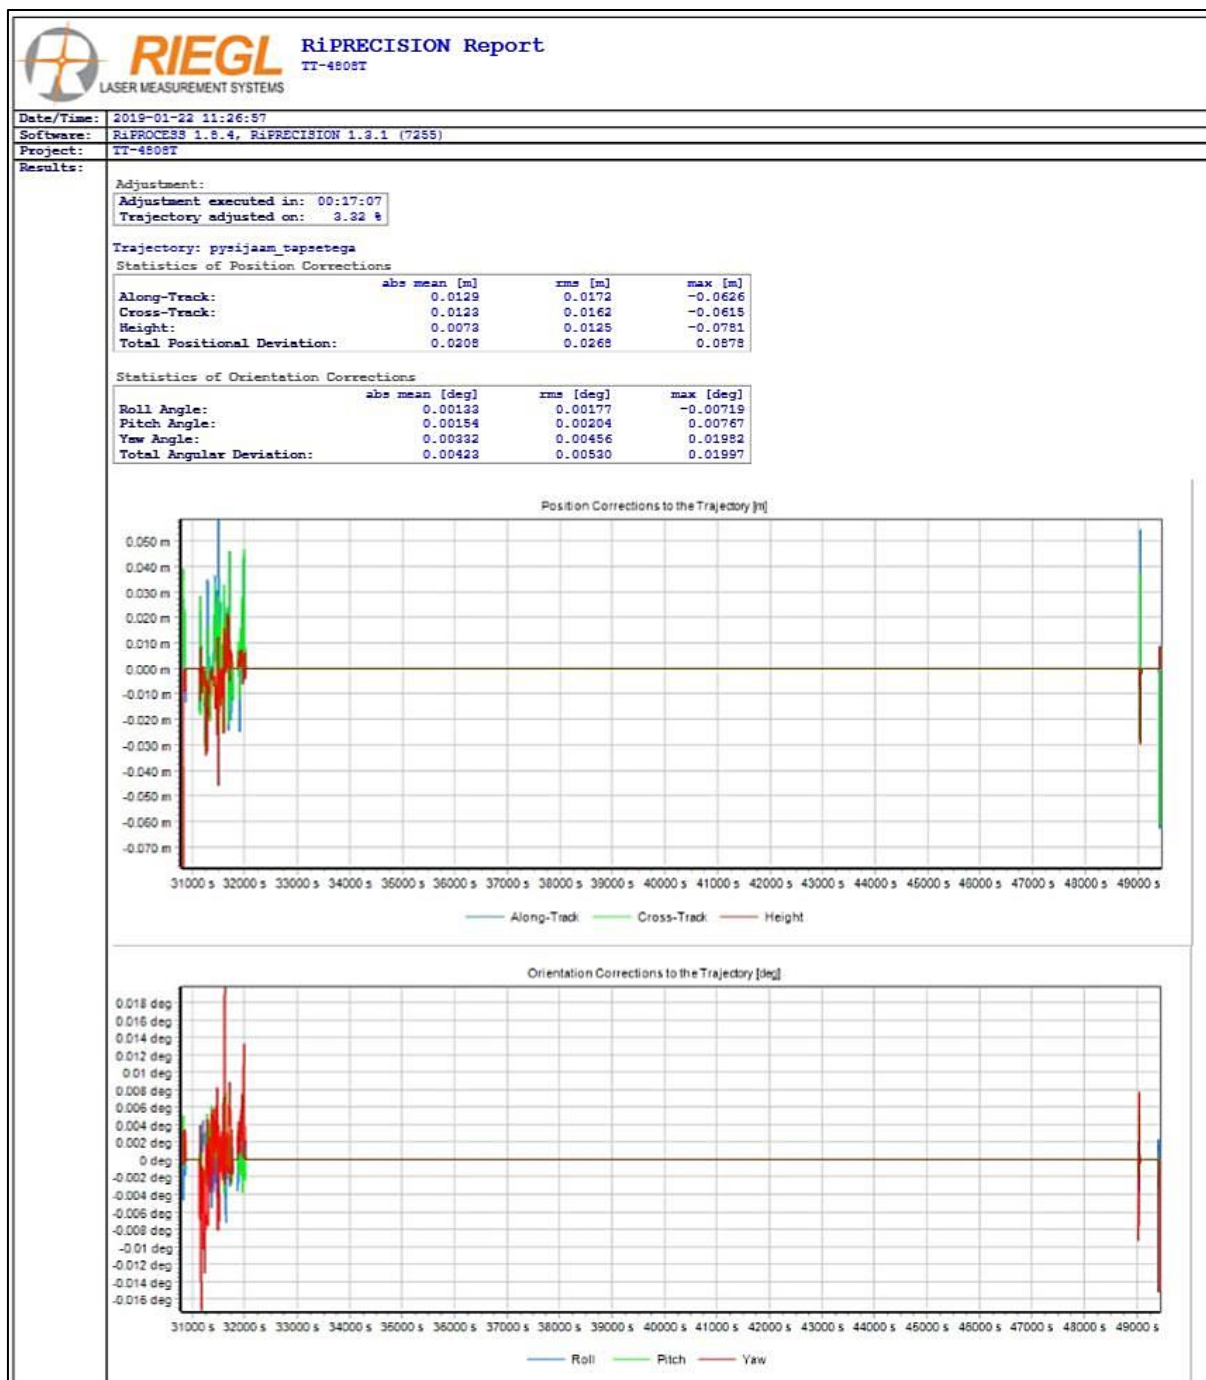 RIEGL
LASER MEASUREMENT SYSTEMS
RiPRECISION Report
TT-4808T
Date/Time: 2019-01-22 11:26:57
Software: RiPROCESS 1.8.4, RiPRECISION 1.3.1 (7255)
Project: TT-4808T
Results:
Adjustment:
Adjustment executed in: 00:17:07
Trajectory adjusted on: 3.32 %
Trajectory: pysijaam_tapsetega
Statistics of Position Corrections
abs mean [m] rms [m] max [m]
Along-Track: 0.0129 0.0172 -0.0626
Cross-Track: 0.0123 0.0162 -0.0615
Height: 0.0073 0.0125 -0.0781
Total Positional Deviation: 0.0208 0.0268 0.0878
Statistics of Orientation Corrections
abs mean [deg] rms [deg] max [deg]
Roll Angle: 0.00133 0.00177 -0.00719
Pitch Angle: 0.00154 0.00204 0.00767
Yaw Angle: 0.00332 0.00456 0.01982
Total Angular Deviation: 0.00423 0.00530 0.01997
Position Corrections to the Trajectory [m]
0.050 m
0.040 m
0.030 m
0.020 m
0.010 m
0.000 m
-0.010 m
-0.020 m
-0.030 m
-0.040 m
-0.050 m
-0.060 m
-0.070 m
31000 s 32000 s 33000 s 34000 s 35000 s 36000 s 37000 s 38000 s 39000 s 40000 s 41000 s 42000 s 43000 s 44000 s 45000 s 46000 s 47000 s 48000 s 49000 s
Along-Track Cross-Track Height
Orientation Corrections to the Trajectory [deg]
0.018 deg
0.016 deg
0.014 deg
0.012 deg
0.01 deg
0.008 deg
0.006 deg
0.004 deg
0.002 deg
0 deg
-0.002 deg
-0.004 deg
-0.006 deg
-0.008 deg
-0.01 deg
-0.012 deg
-0.014 deg
-0.016 deg
31000 s 32000 s 33000 s 34000 s 35000 s 36000 s 37000 s 38000 s 39000 s 40000 s 41000 s 42000 s 43000 s 44000 s 45000 s 46000 s 47000 s 48000 s 49000 s
Roll Pitch Yaw